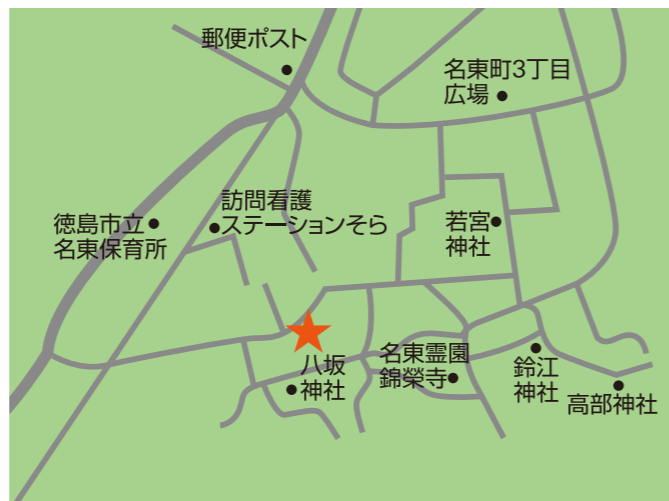 郵便ポスト
名東町3丁目
広場
徳島市立
名東保育所
訪問看護
ステーションそら
若宮
神社
八坂
神社
名東霊園
錦榮寺
鈴江
神社
高部神社